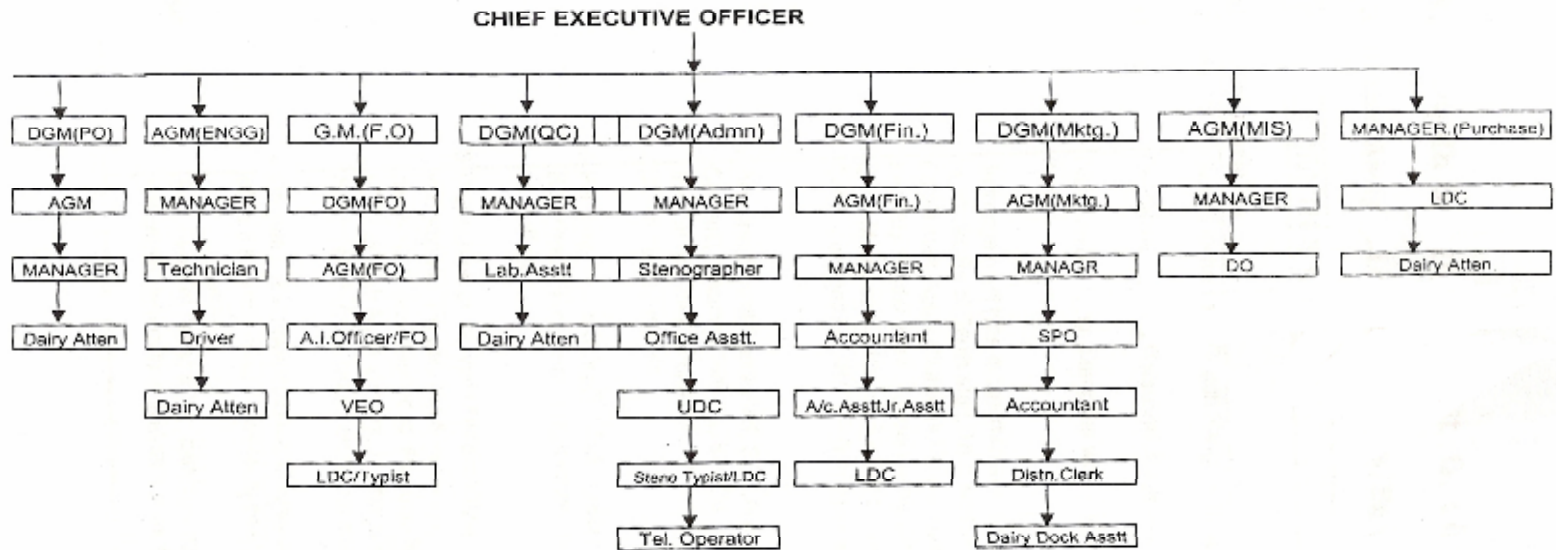 CHIEF EXECUTIVE OFFICER
DGM(PO) AGM(ENGG) G.M.(F.O) DGM(QC) DGM(Admn) DGM(Fin.) DGM(Mktg.) AGM(MIS) MANAGER.(Purchase)
AGM MANAGER DGM(FO) MANAGER MANAGER AGM(Fin.) AGM(Mktg.) MANAGER LDC
MANAGER Technician AGM(FO) Lab.Asstt Stenographer MANAGER MANAGR DO Dairy Atten
Dairy Atten Driver A.I.Officer/FO Dairy Atten Office Asstt. Accountant SPO
Dairy Atten VEO UDC A/c.AssttJr.Asstt Accountant
LDC/Typist Steno Typist/LDC LDC Distn.Clerk
Tel. Operator Dairy Dock Asstt